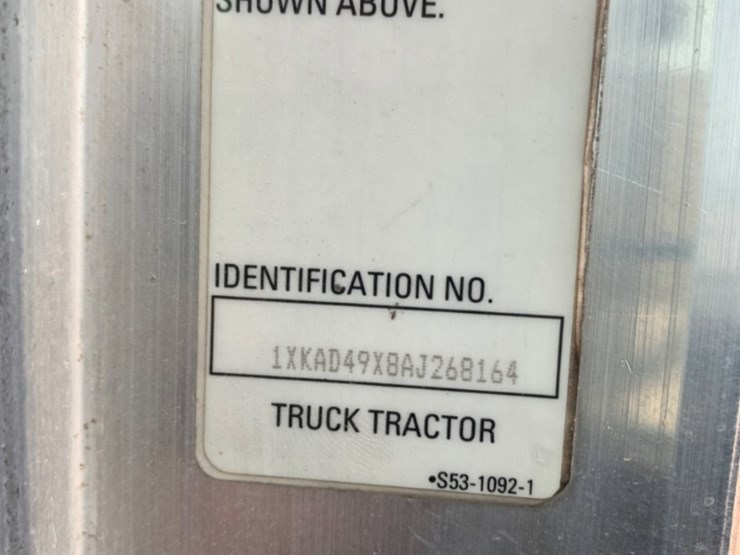 SHOWN ABOVE.
IDENTIFICATION NO.
1XKAD49X8AJ268164
TRUCK TRACTOR
•S53-1092-1